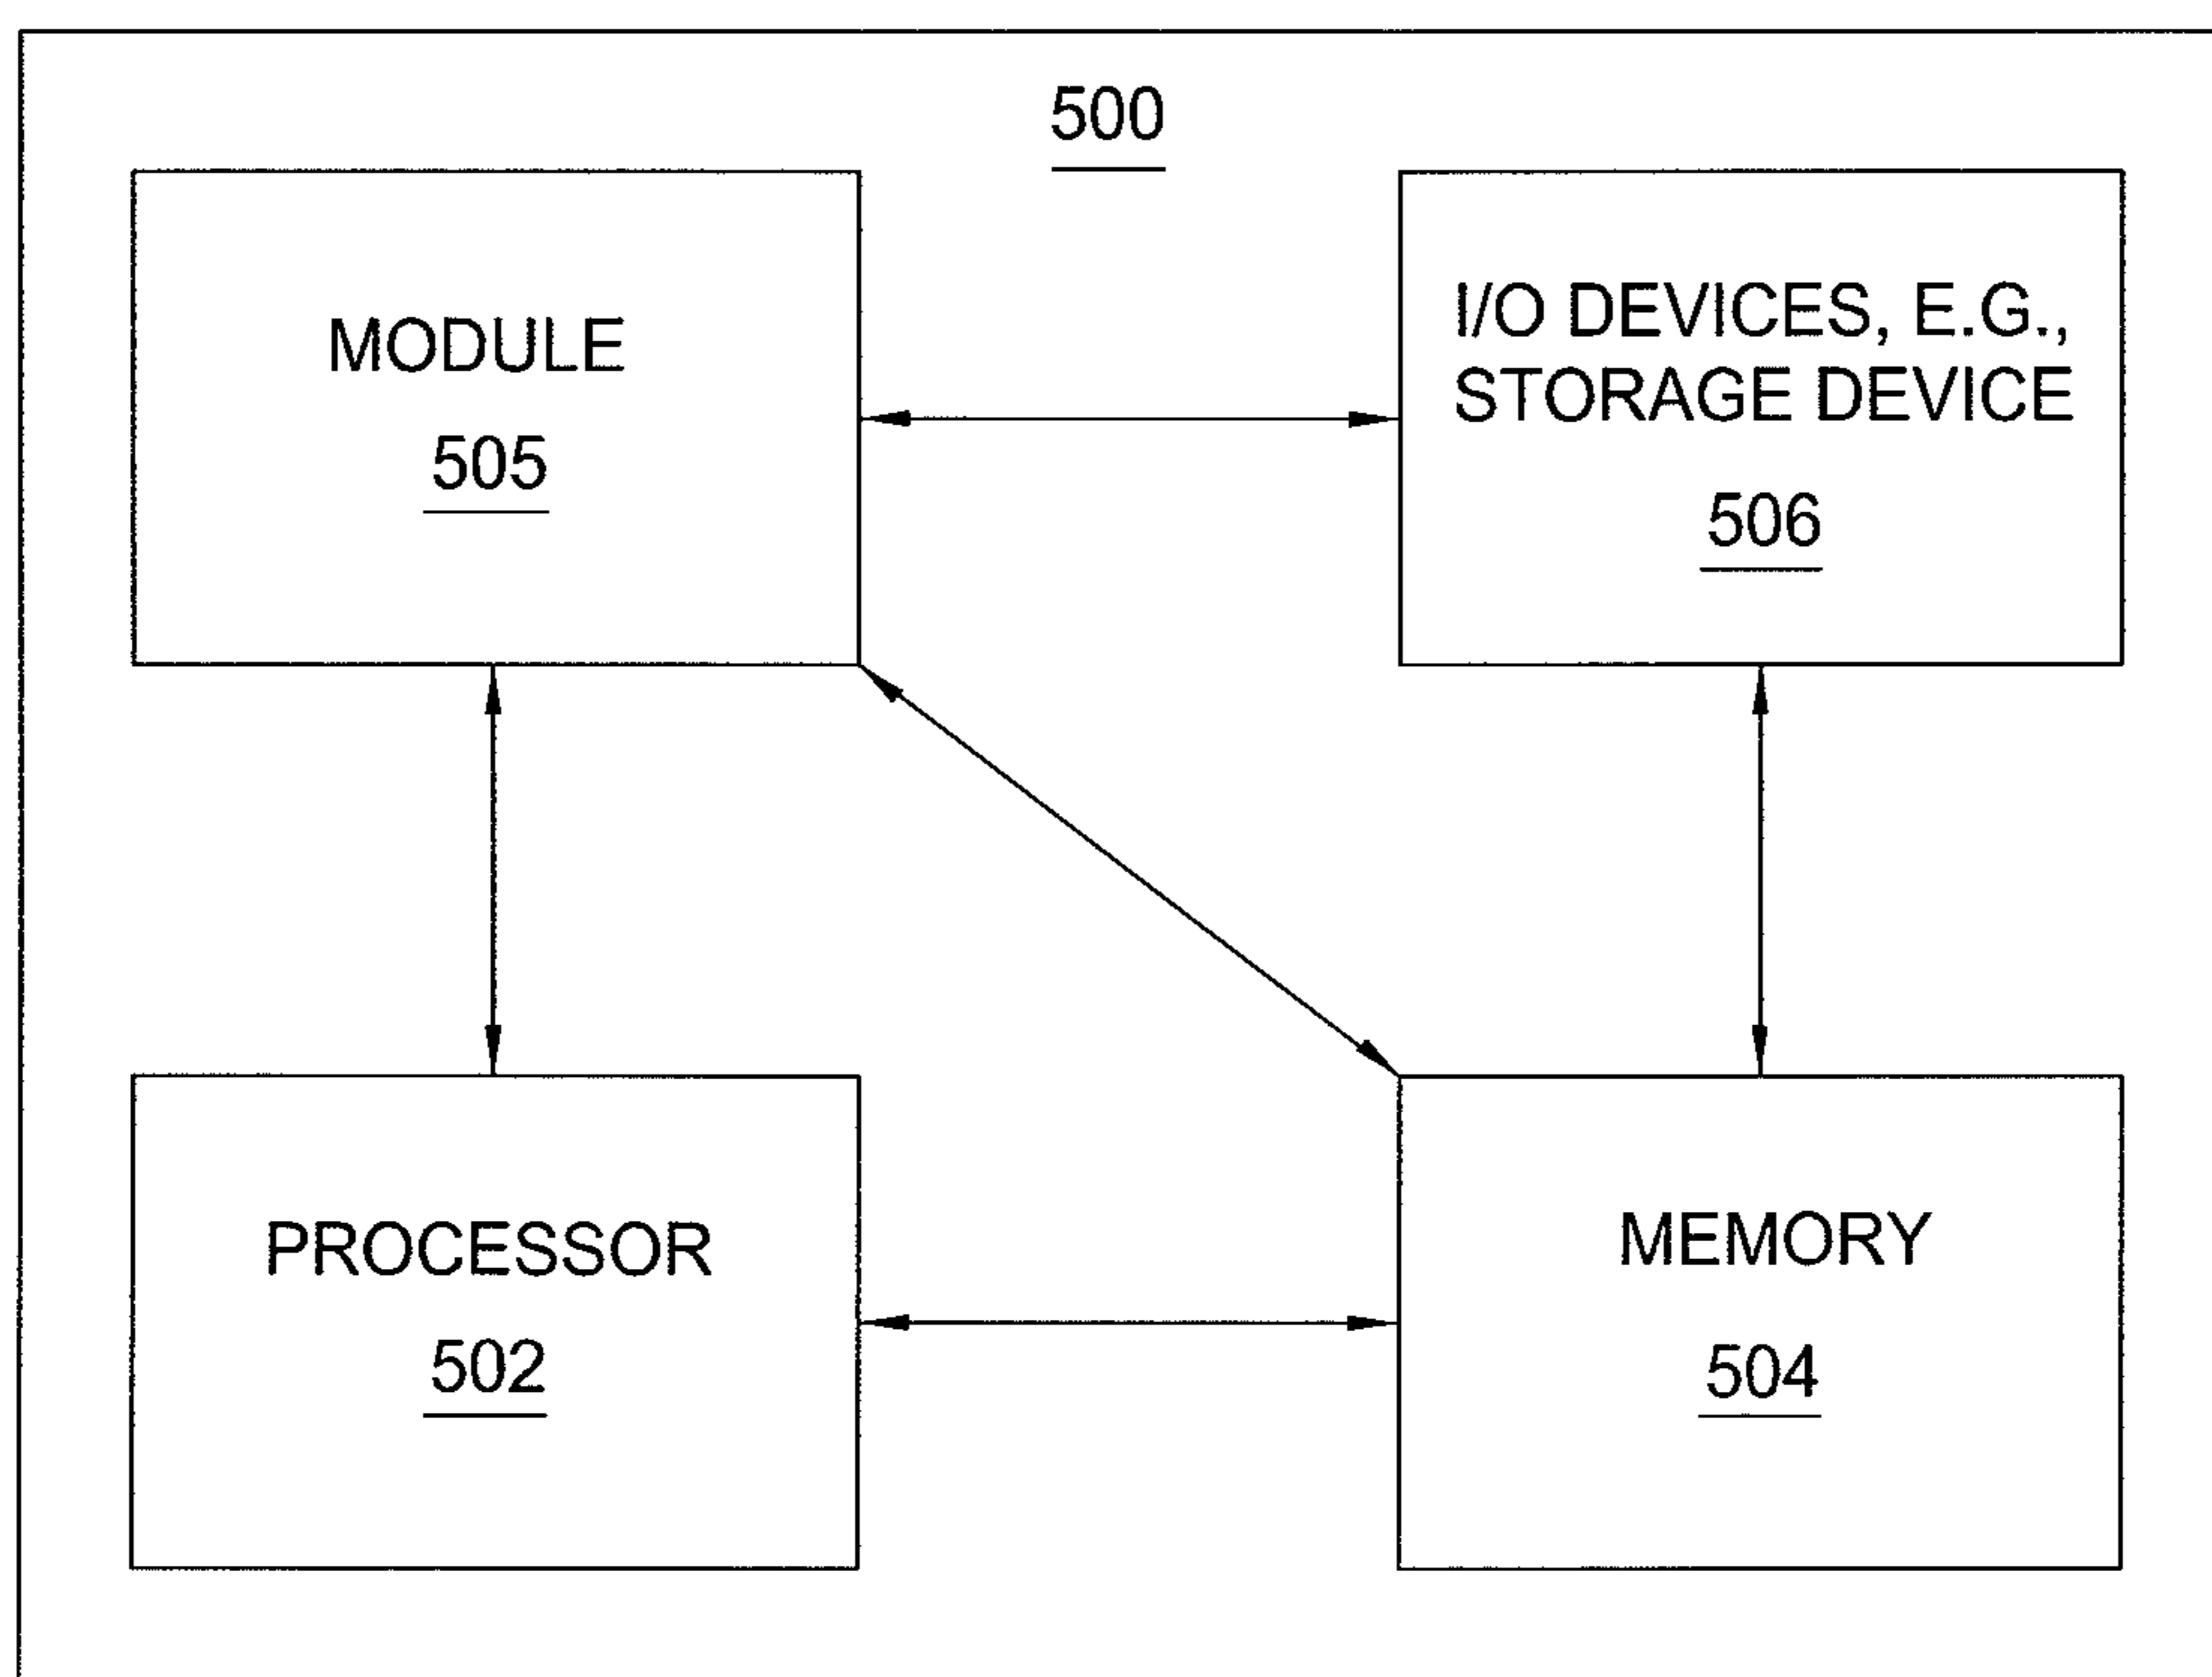 500
MODULE
505
I/O DEVICES, E.G.,
STORAGE DEVICE
506
PROCESSOR
502
MEMORY
504